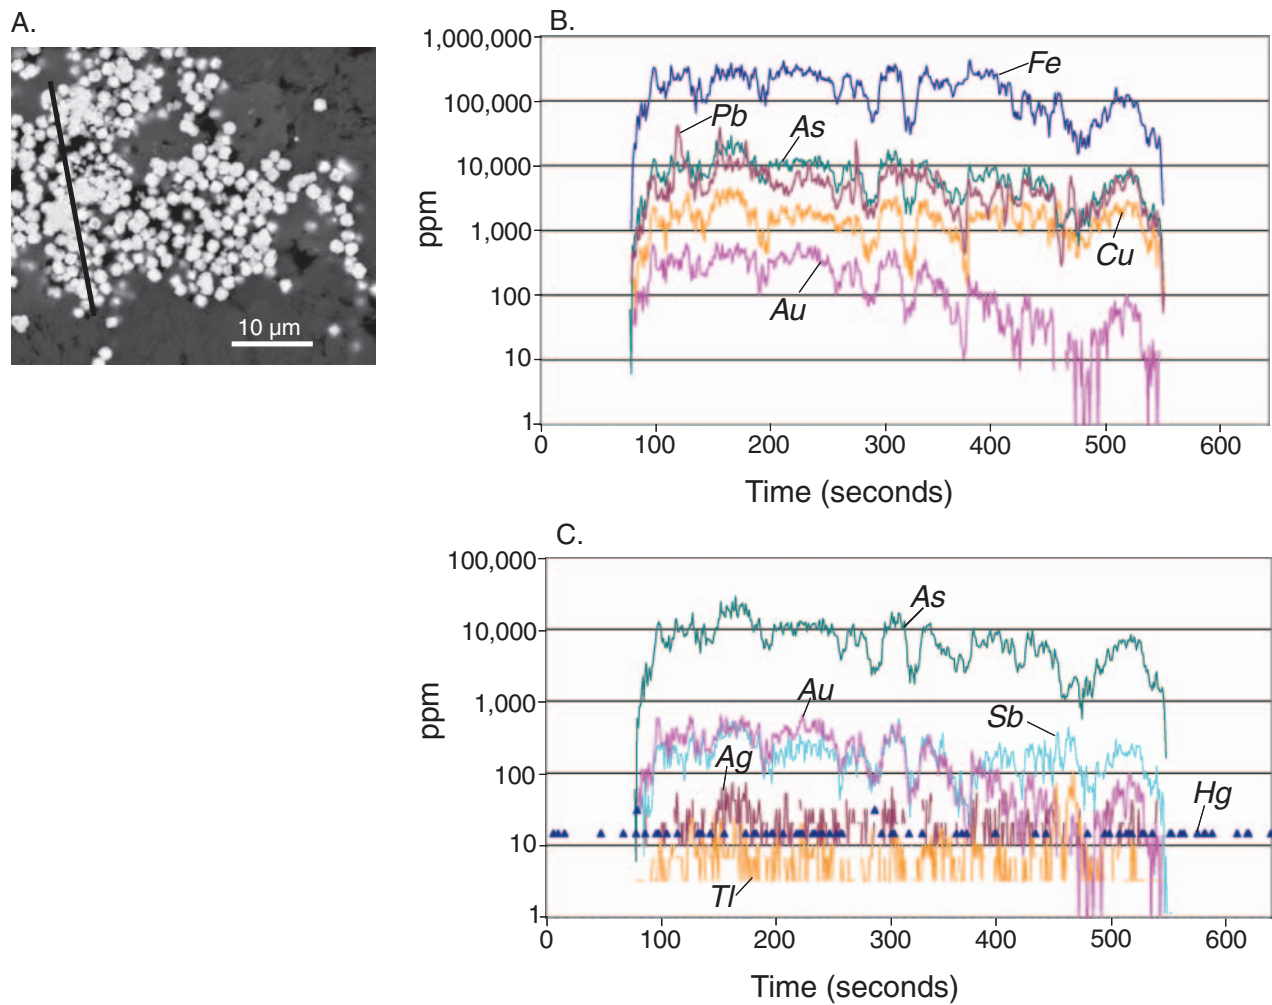 A.
10 µm
B.
1,000,000
100,000
10,000
1,000
100
10
1
ppm
Fe
Pb
As
Cu
Au
0 100 200 300 400 500 600
Time (seconds)
C.
100,000
10,000
1,000
100
10
1
ppm
As
Au
Sb
Ag
Hg
Tl
0 100 200 300 400 500 600
Time (seconds)